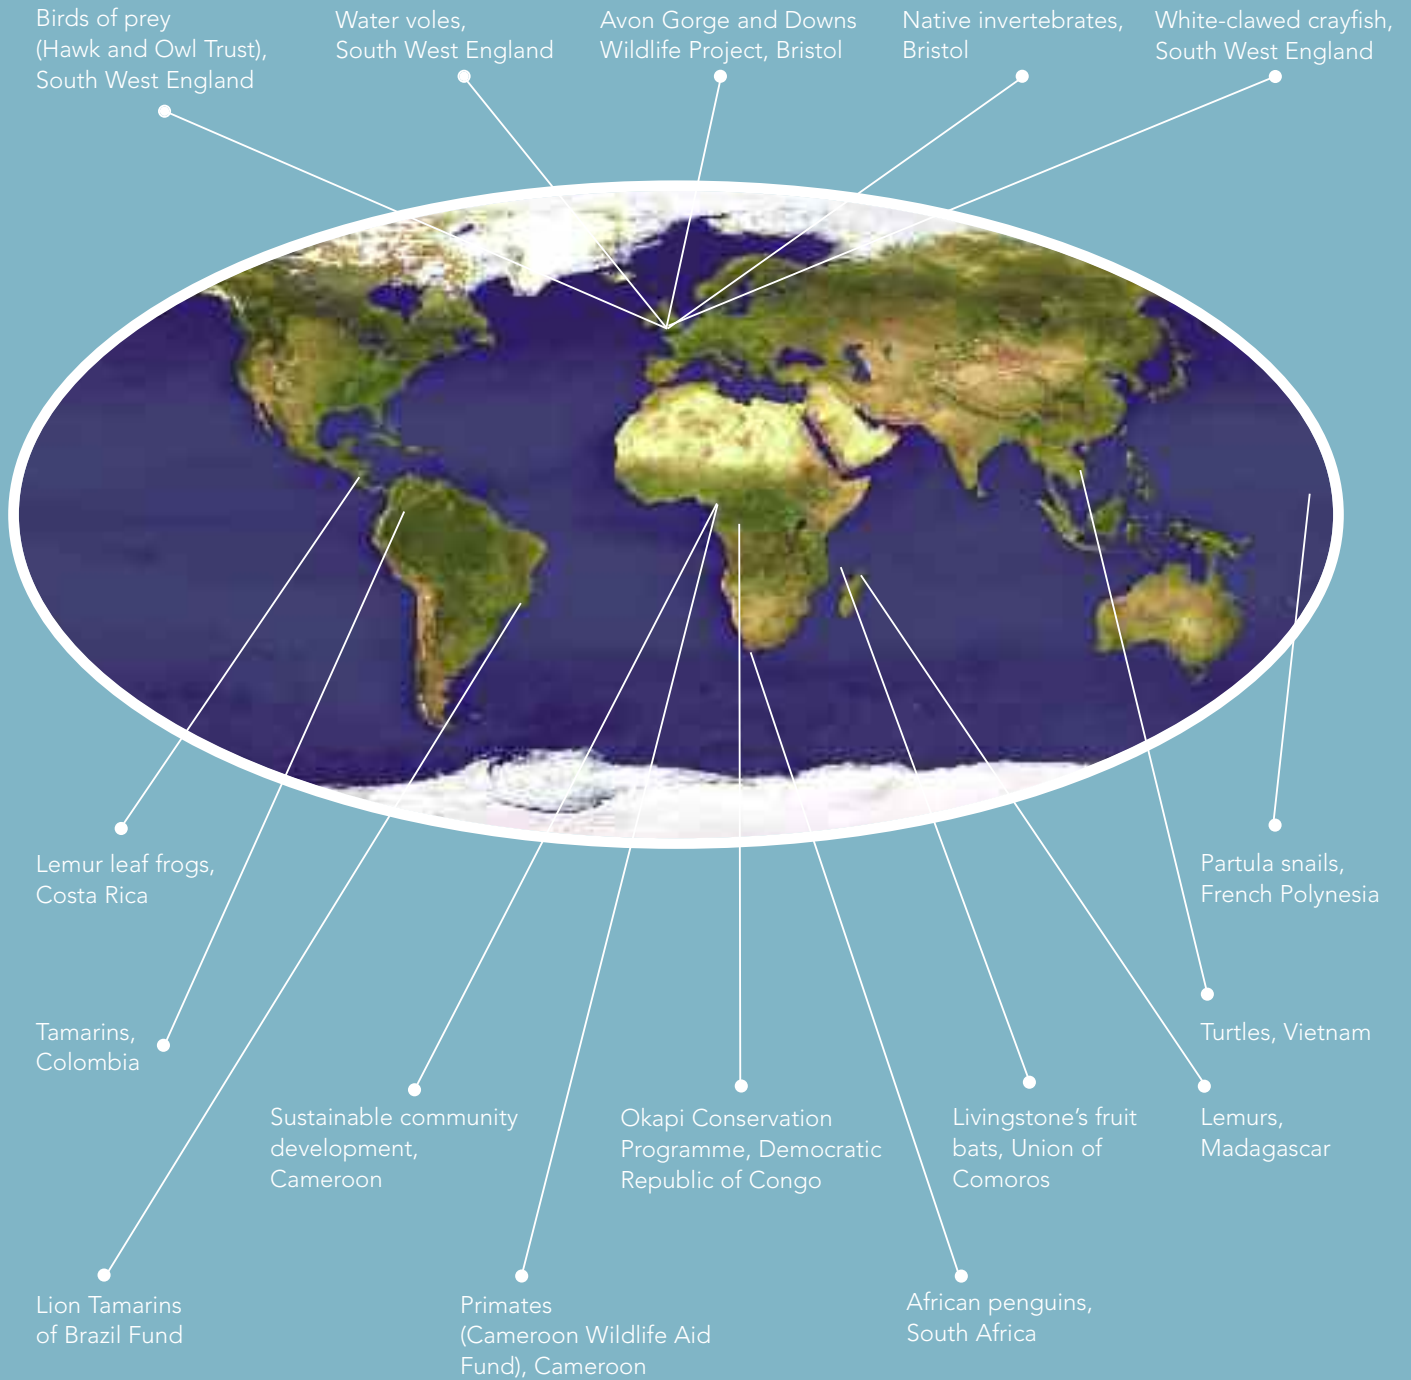 Birds of prey
(Hawk and Owl Trust),
South West England
Water voles,
South West England
Avon Gorge and Downs
Wildlife Project, Bristol
Native invertebrates,
Bristol
White-clawed crayfish,
South West England
Lemur leaf frogs,
Costa Rica
Partula snails,
French Polynesia
Tamarins,
Colombia
Turtles, Vietnam
Sustainable community
development,
Cameroon
Okapi Conservation
Programme, Democratic
Republic of Congo
Livingstone’s fruit
bats, Union of
Comoros
Lemurs,
Madagascar
Lion Tamarins
of Brazil Fund
Primates
(Cameroon Wildlife Aid
Fund), Cameroon
African penguins,
South Africa